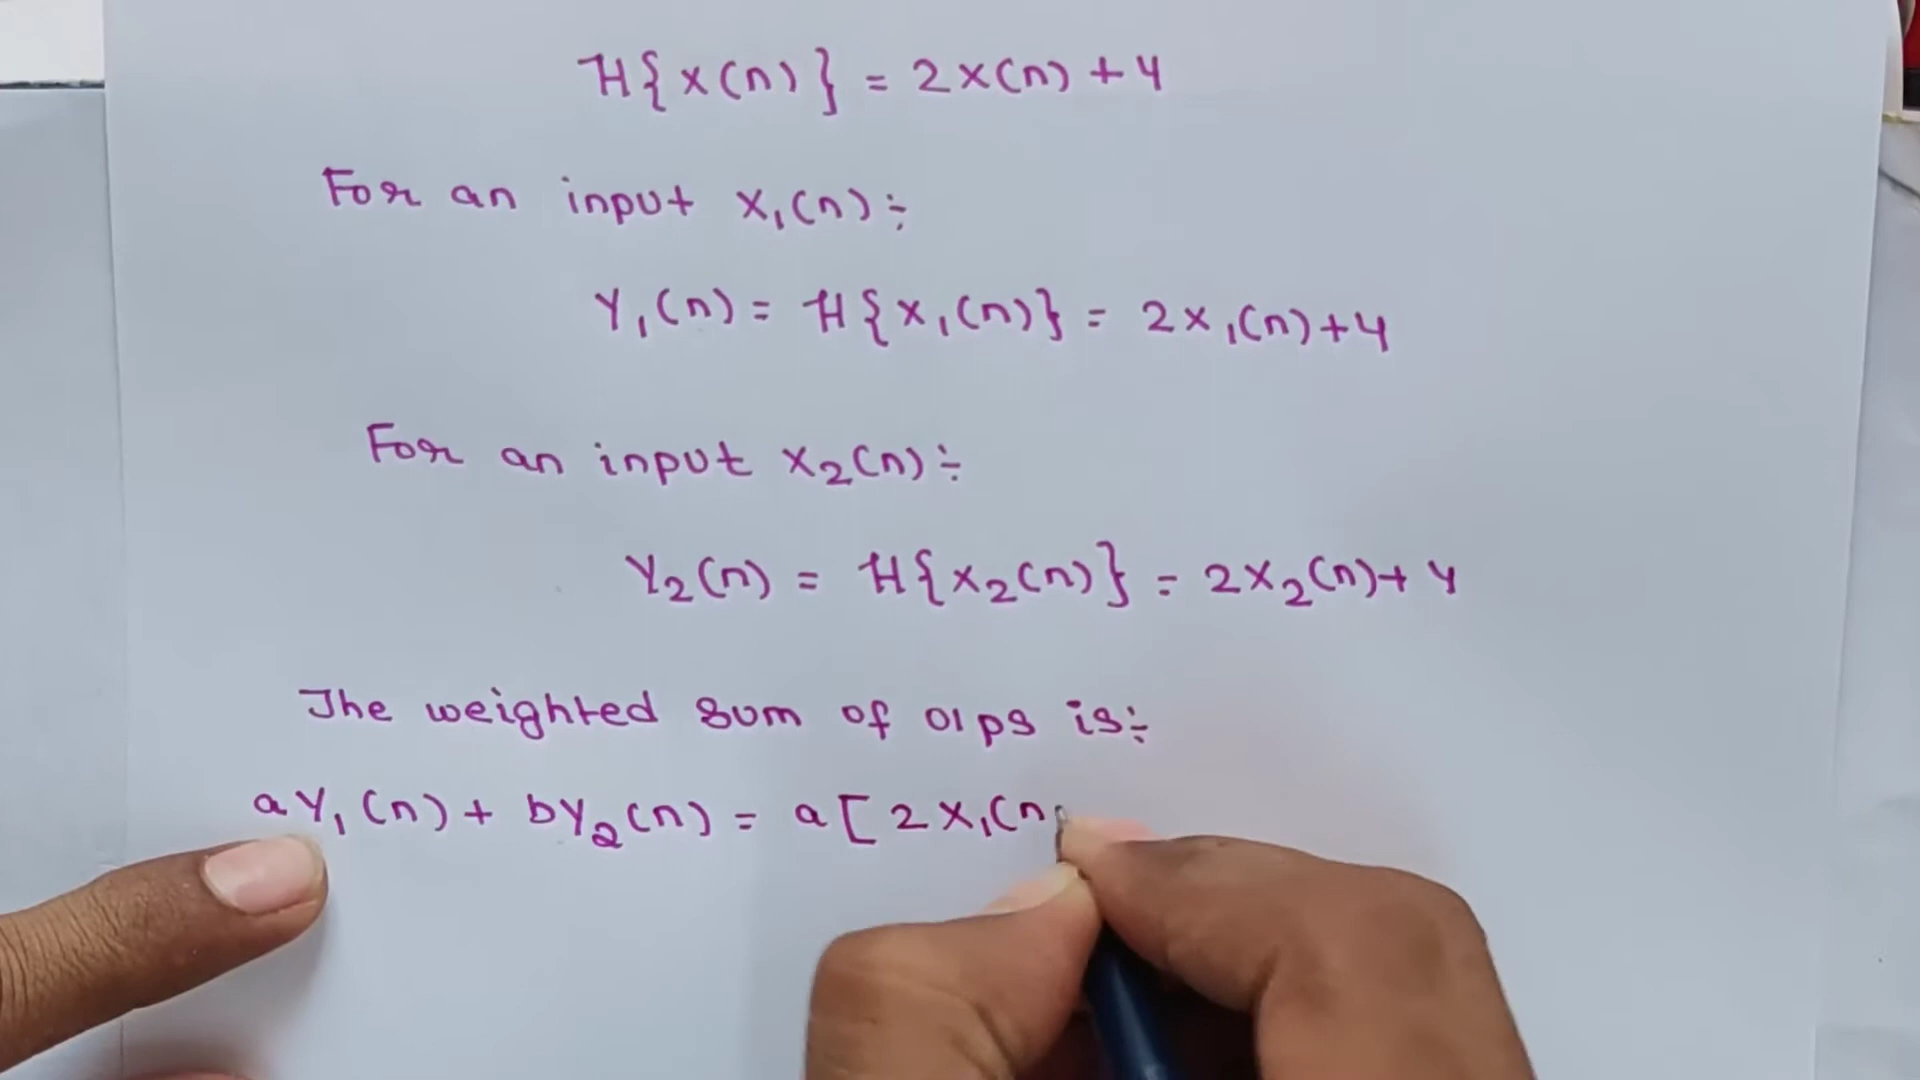 H{x(n)} = 2x(n) + 4
For an input x₁(n) ÷
Y₁(n) = H{x₁(n)} = 2x₁(n) + 4
For an input x₂(n) ÷
Y₂(n) = H{x₂(n)} = 2x₂(n) + 4
The weighted sum of o/ps is ÷
aY₁(n) + bY₂(n) = a[2x₁(n)